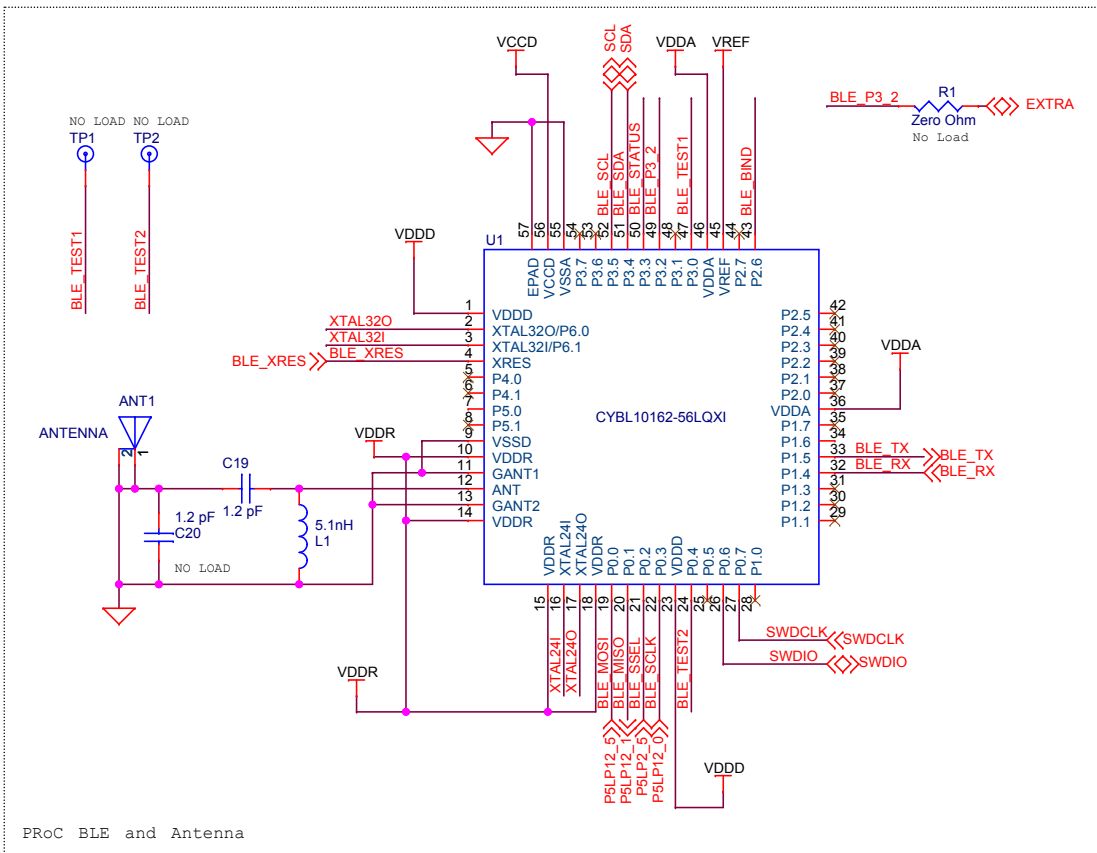 VCCD
SCL
SDA
VDDA
VREF
BLE_P3_2
R1
Zero Ohm
No Load
EXTRA
NO LOAD
TP1
NO LOAD
TP2
BLE_TEST1
BLE_TEST2
BLE_SCL
BLE_SDA
BLE_STATUS
BLE_P3_2
BLE_TEST1
BLE_BIND
57
56
55
54
53
52
51
50
49
48
47
46
45
44
43
U1
EPAD
VCCD
VSSA
P3.7
P3.6
P3.5
P3.4
P3.3
P3.2
P3.1
P3.0
VDDA
VREF
P2.7
P2.6
VDDD
XTAL32O
XTAL32I
BLE_XRES
BLE_XRES
1
2
3
4
5
6
7
8
9
10
11
12
13
14
VDDD
XTAL32O/P6.0
XTAL32I/P6.1
XRES
P4.0
P4.1
P5.0
P5.1
VSSD
VDDR
GANT1
ANT
GANT2
VDDR
CYBL10162-56LQXI
P2.5
P2.4
P2.3
P2.2
P2.1
P2.0
VDDA
P1.7
P1.6
P1.5
P1.4
P1.3
P1.2
P1.1
42
41
40
39
38
37
36
35
34
33
32
31
30
29
VDDA
BLE_TX
BLE_TX
BLE_RX
BLE_RX
ANT1
ANTENNA
2
1
VDDR
C19
1.2 pF
1.2 pF
C20
NO LOAD
5.1nH
L1
VDDR
XTAL24I
XTAL24O
VDDR
P0.0
P0.1
P0.2
P0.3
VDDD
P0.4
P0.5
P0.6
P0.7
P1.0
15
16
17
18
19
20
21
22
23
24
25
26
27
28
XTAL24I
XTAL24O
BLE_MOSI
BLE_MISO
BLE_SSEL
BLE_SCLK
BLE_TEST2
SWDCLK
SWDCLK
SWDIO
SWDIO
VDDR
P5LP12_5
P5LP12_1
P5LP2_5
P5LP12_0
VDDD
PRoC BLE and Antenna